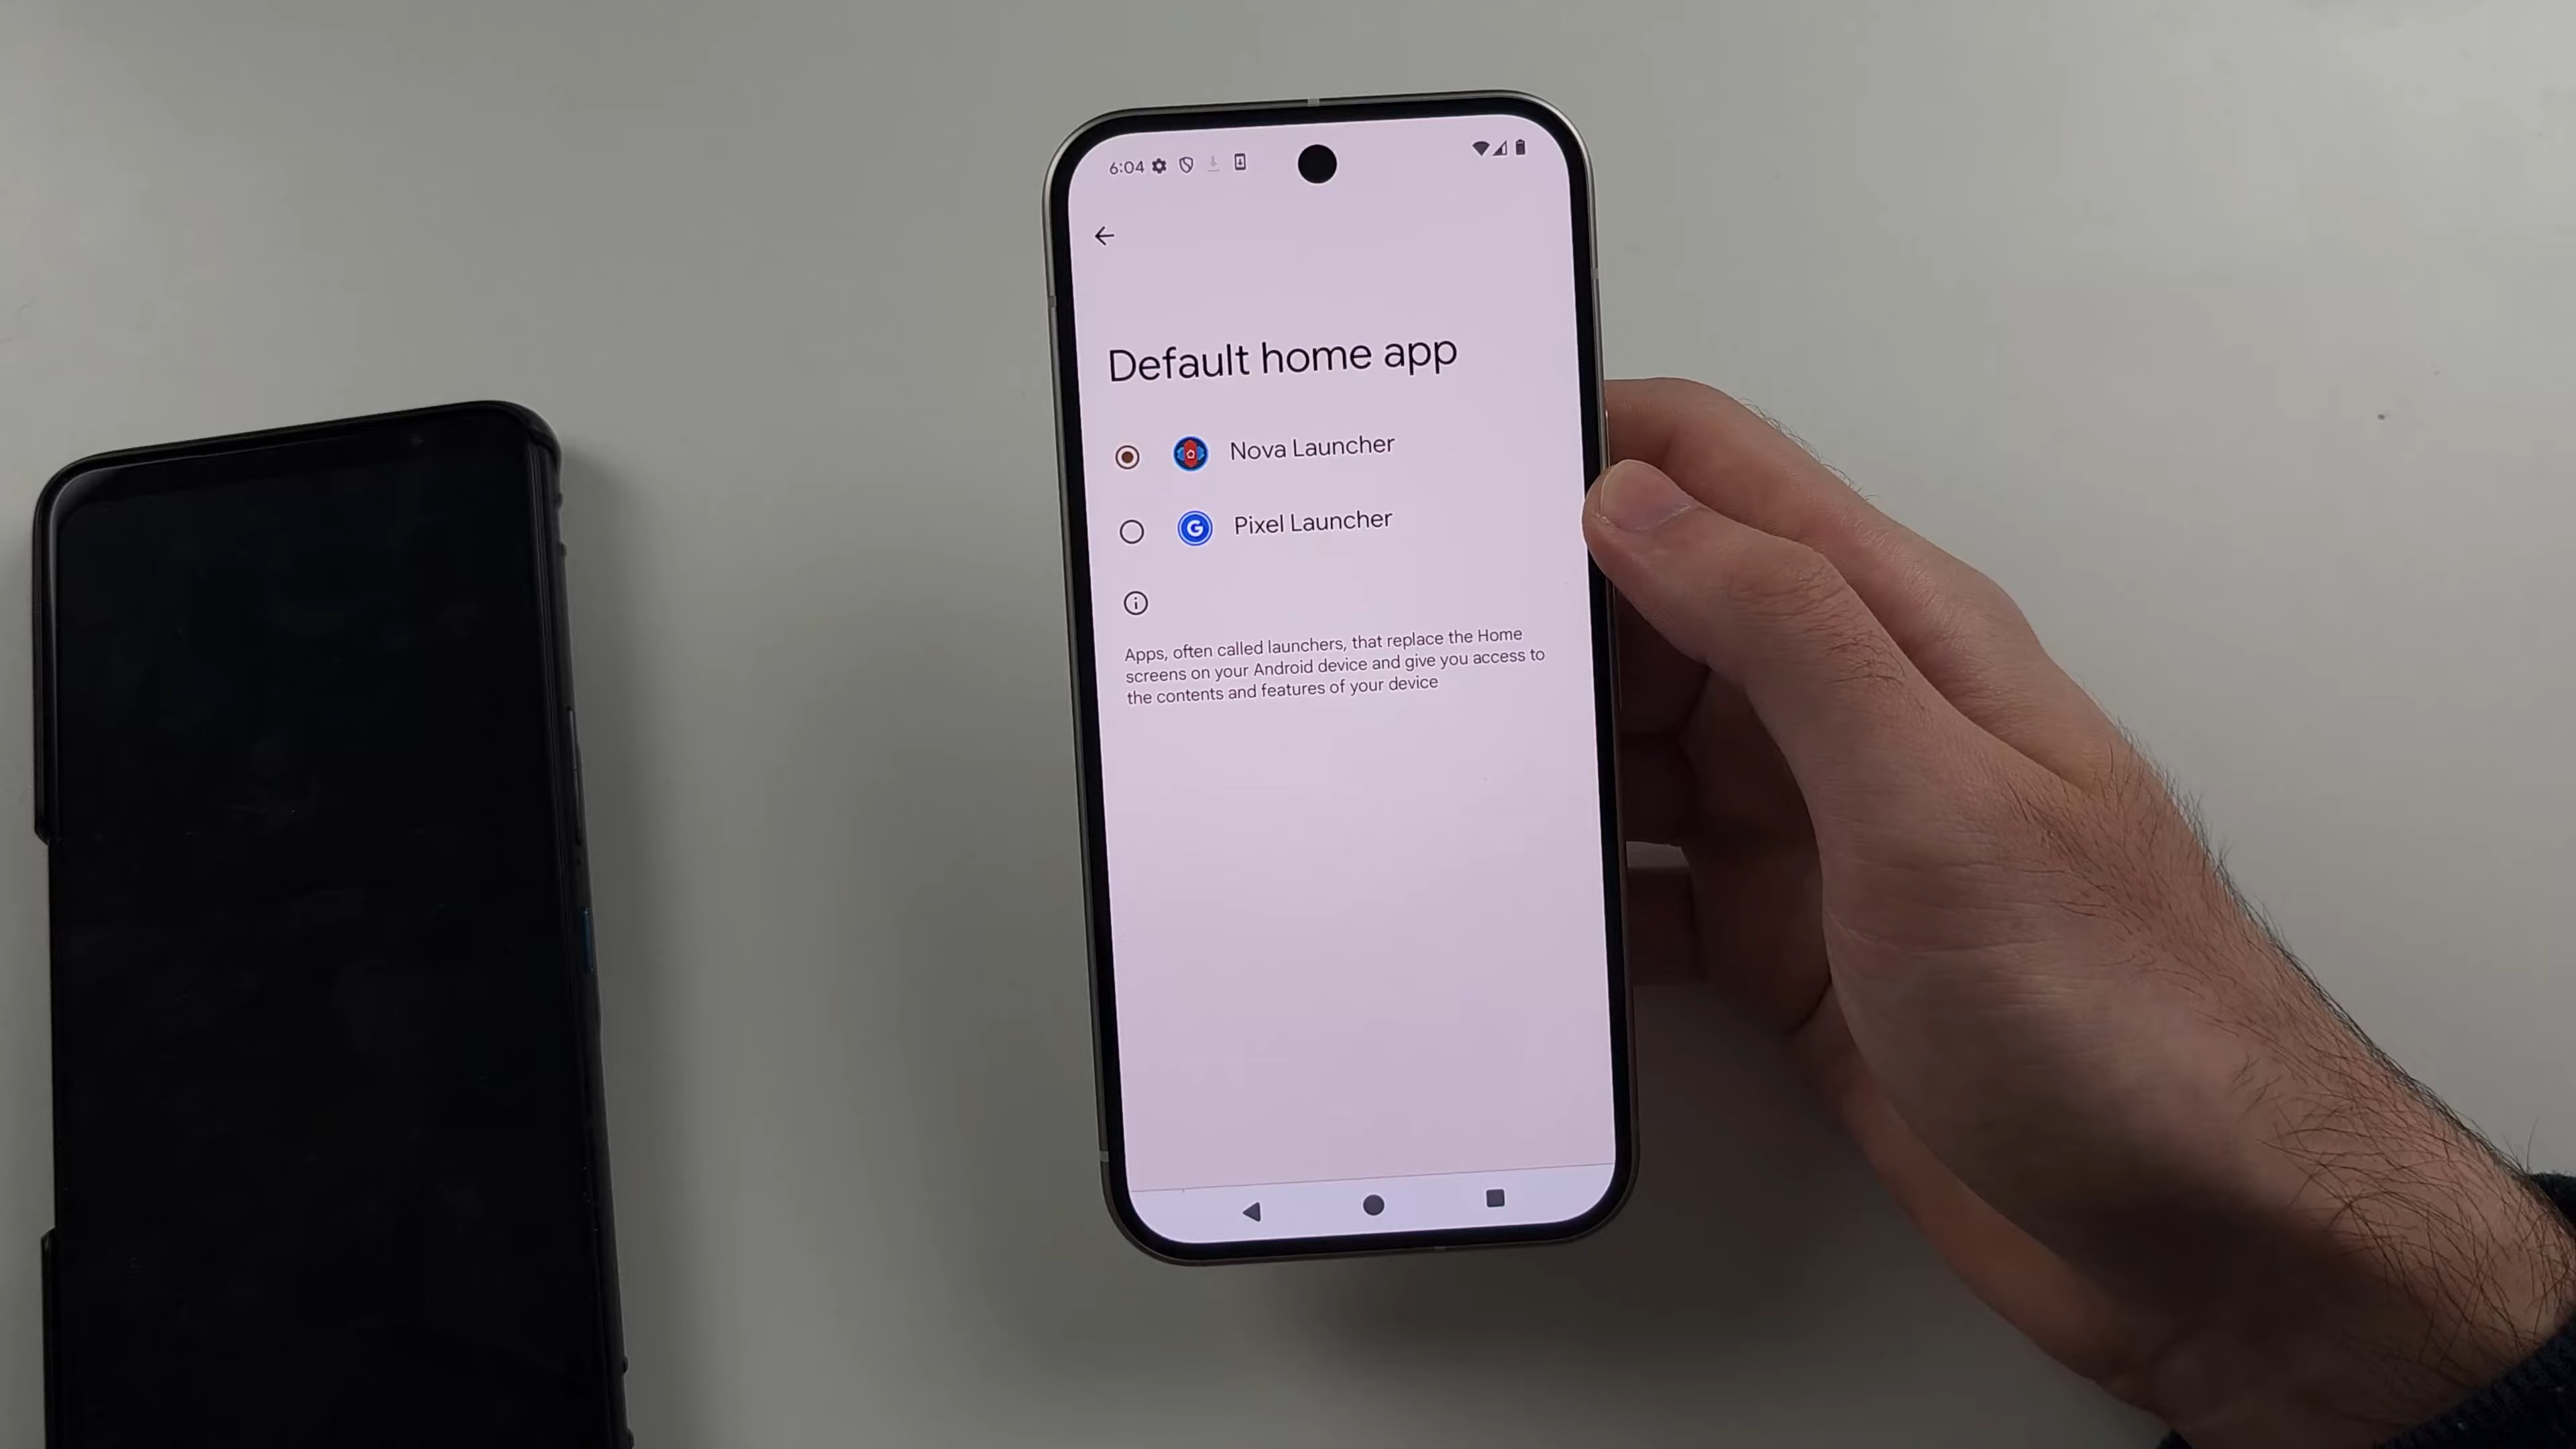 6:04
Default home app
Nova Launcher
G Pixel Launcher
Apps, often called launchers, that replace the Home
screens on your Android device and give you access to
the contents and features of your device